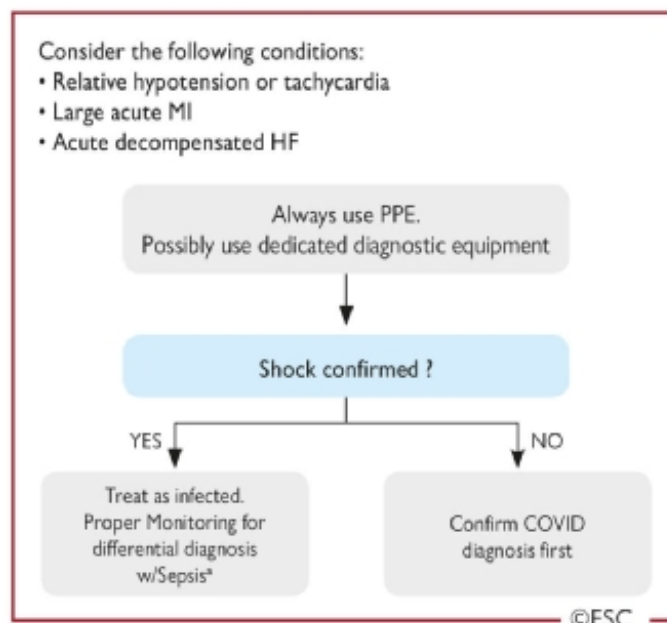 Consider the following conditions:
• Relative hypotension or tachycardia
• Large acute MI
• Acute decompensated HF
Always use PPE.
Possibly use dedicated diagnostic equipment
Shock confirmed ?
YES
NO
Treat as infected.
Proper Monitoring for
differential diagnosis
w/Sepsisª
Confirm COVID
diagnosis first
©ESC